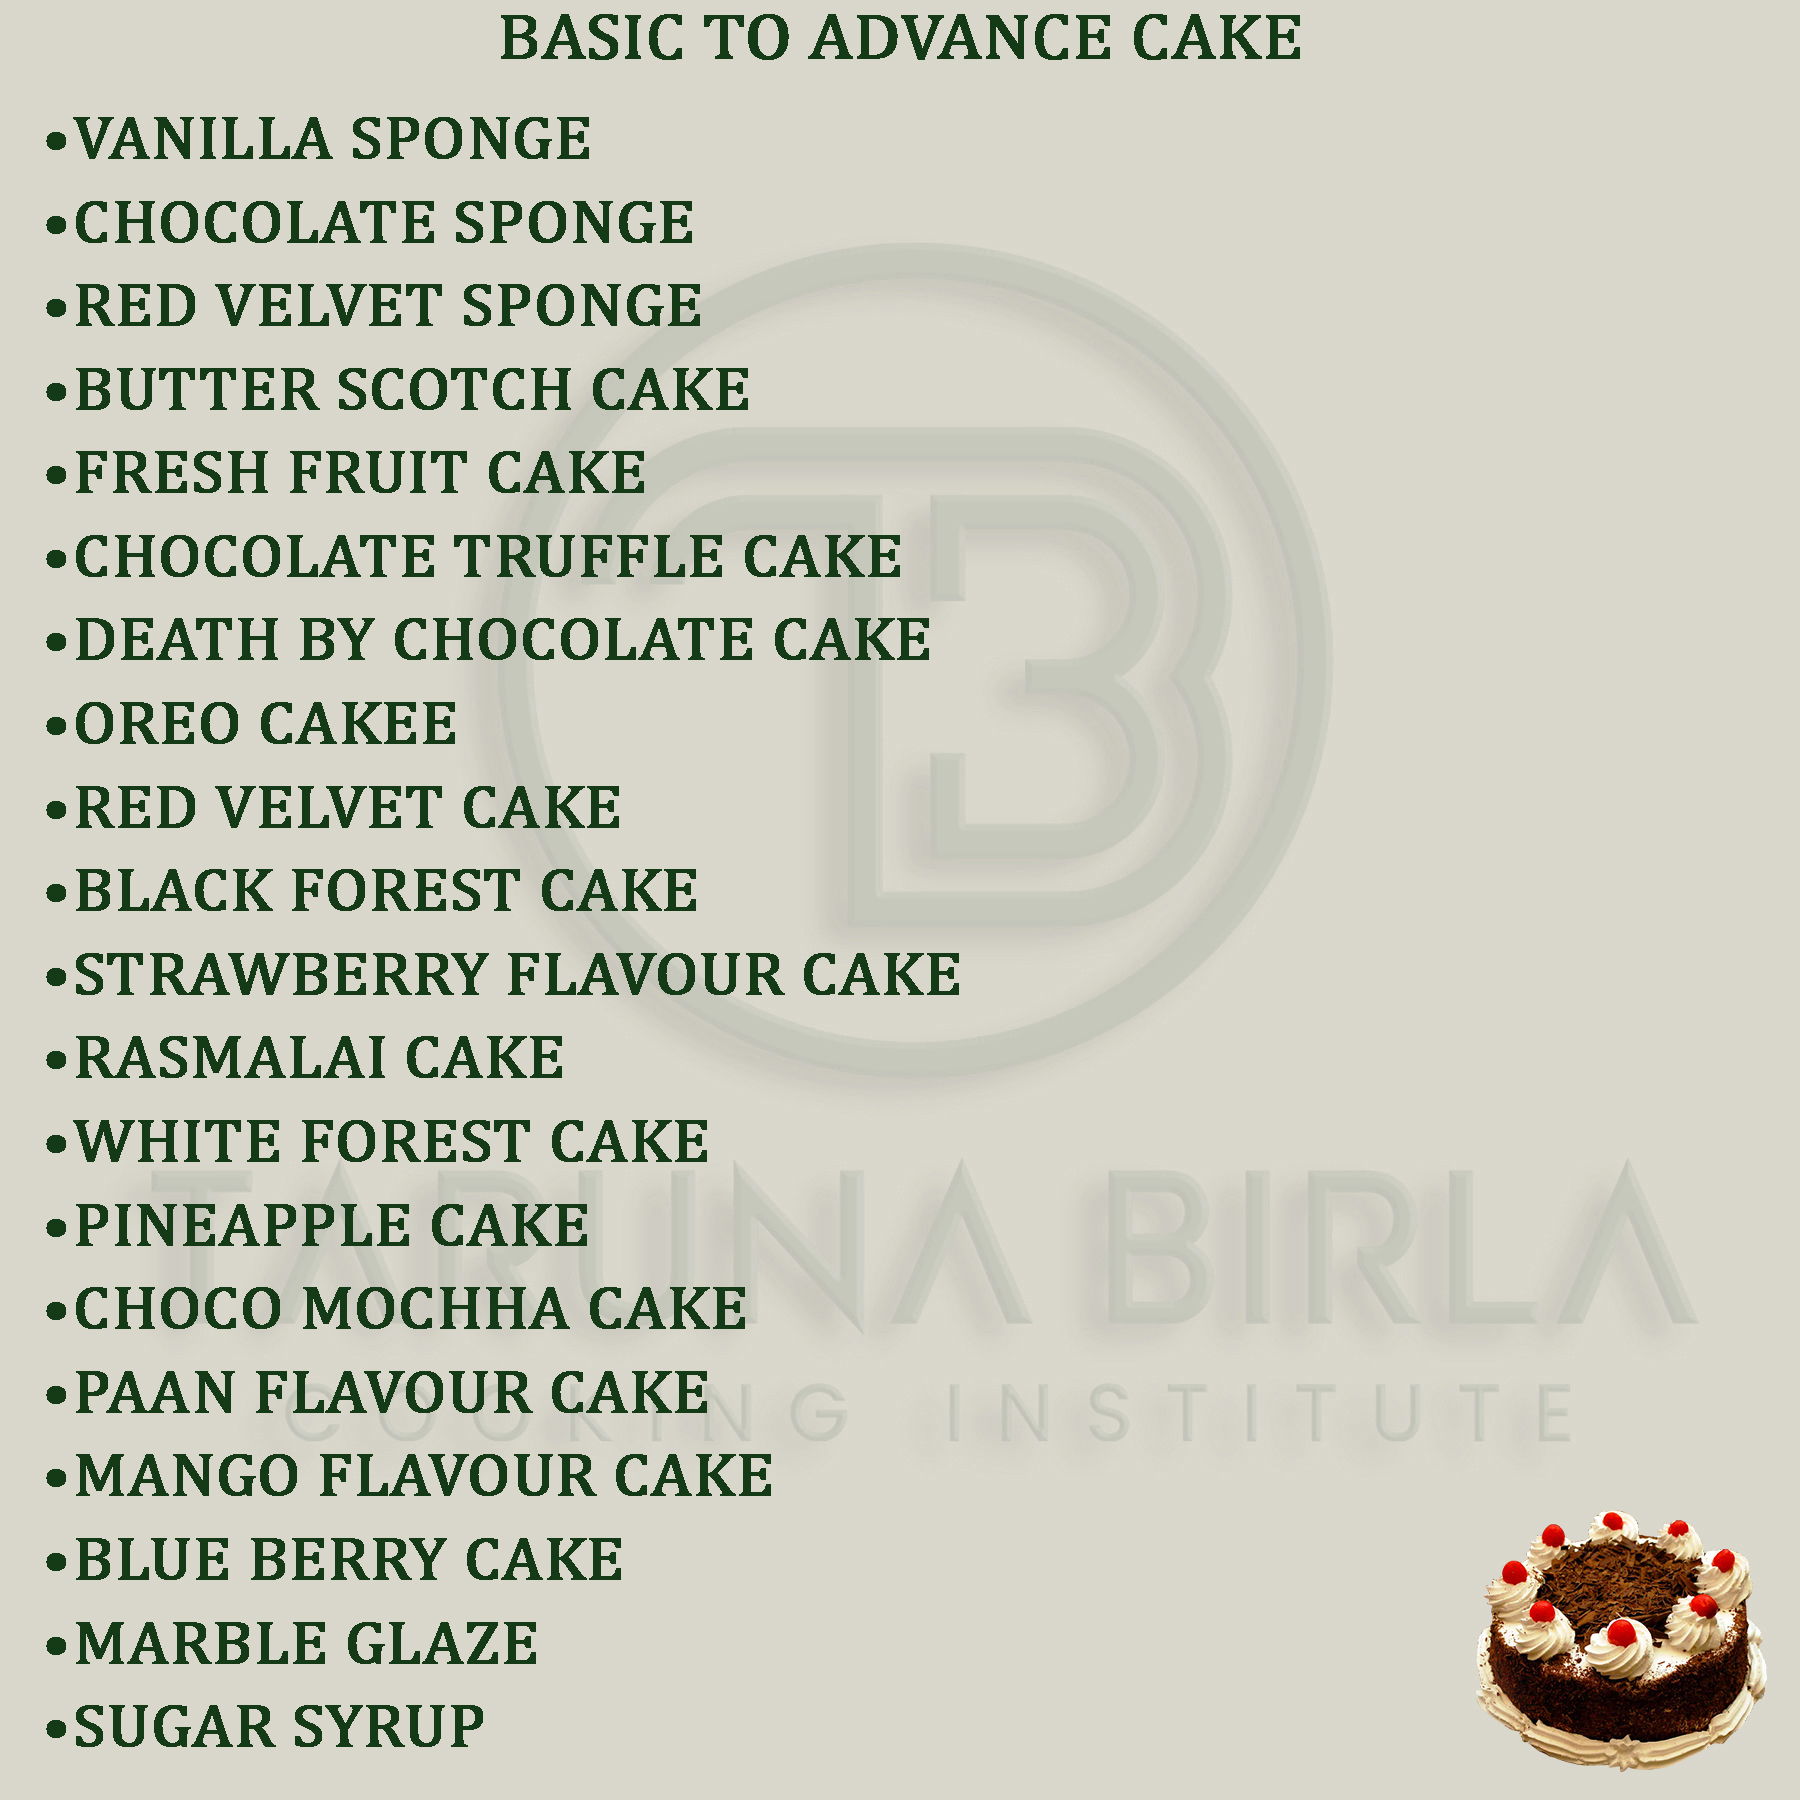 BASIC TO ADVANCE CAKE
•VANILLA SPONGE
•CHOCOLATE SPONGE
•RED VELVET SPONGE
•BUTTER SCOTCH CAKE
•FRESH FRUIT CAKE
•CHOCOLATE TRUFFLE CAKE
•DEATH BY CHOCOLATE CAKE
•OREO CAKEE
•RED VELVET CAKE
•BLACK FOREST CAKE
•STRAWBERRY FLAVOUR CAKE
•RASMALAI CAKE
•WHITE FOREST CAKE
•PINEAPPLE CAKE
•CHOCO MOCHHA CAKE
•PAAN FLAVOUR CAKE
•MANGO FLAVOUR CAKE
•BLUE BERRY CAKE
•MARBLE GLAZE
•SUGAR SYRUP
TB
TARUNA BIRLA
COOKING INSTITUTE